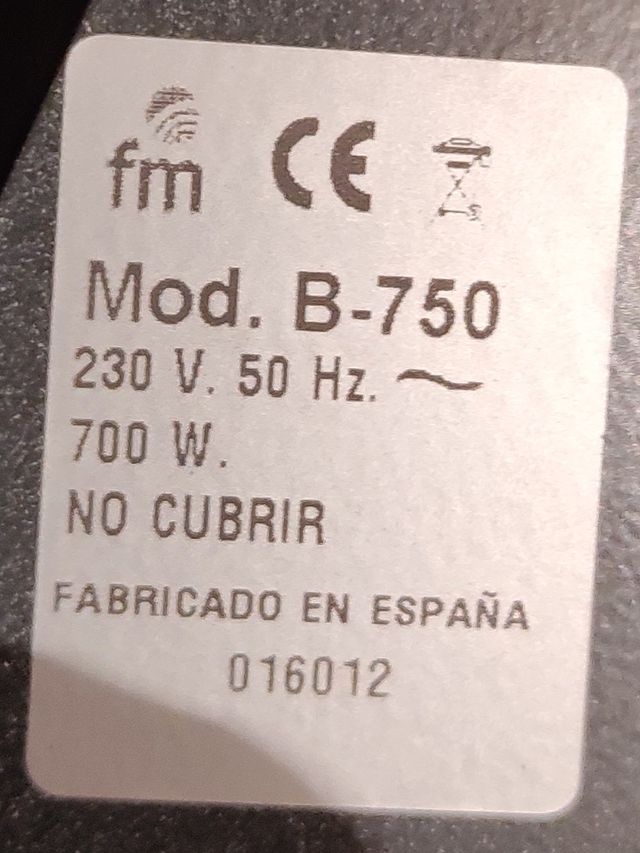 fm CE
Mod. B-750
230 V. 50 Hz. ~
700 W.
NO CUBRIR
FABRICADO EN ESPAÑA
016012